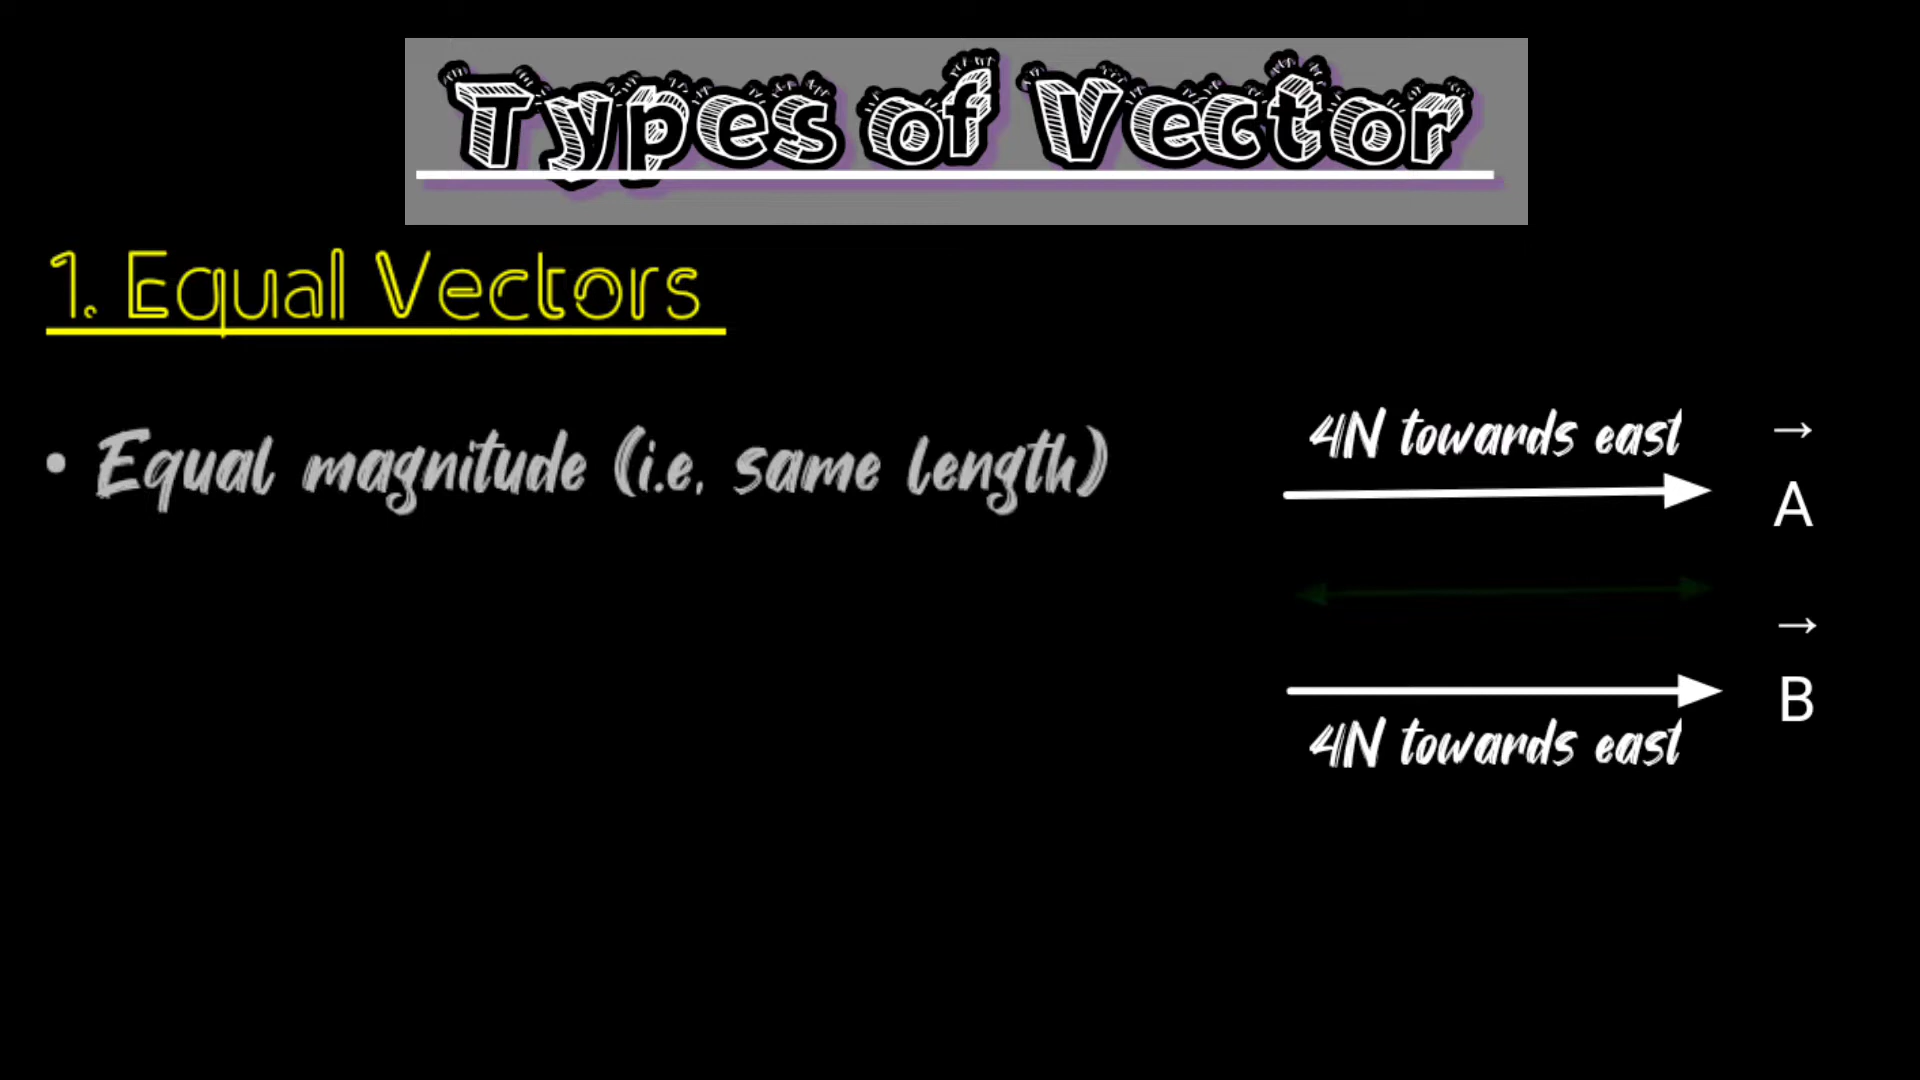 Types of Vector
1. Equal Vectors
• Equal magnitude (i.e. same length)
4N towards east
→
A
→
B
4N towards east